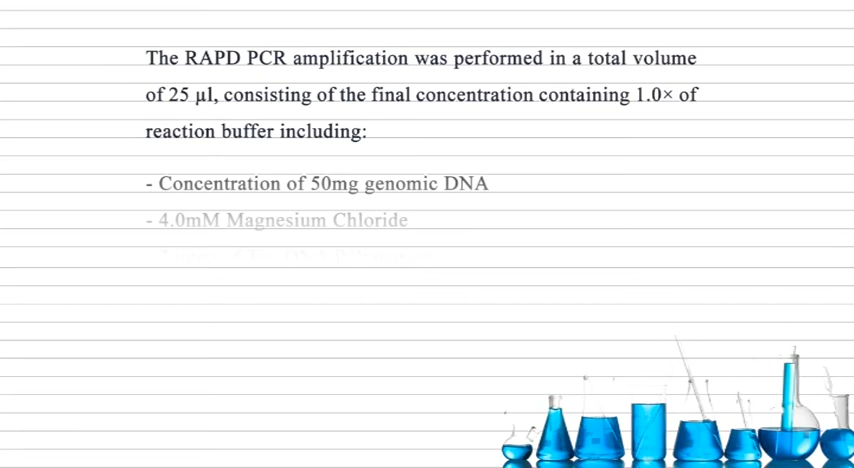 The RAPD PCR amplification was performed in a total volume
of 25 µl, consisting of the final concentration containing 1.0× of
reaction buffer including:
- Concentration of 50mg genomic DNA
- 4.0mM Magnesium Chloride